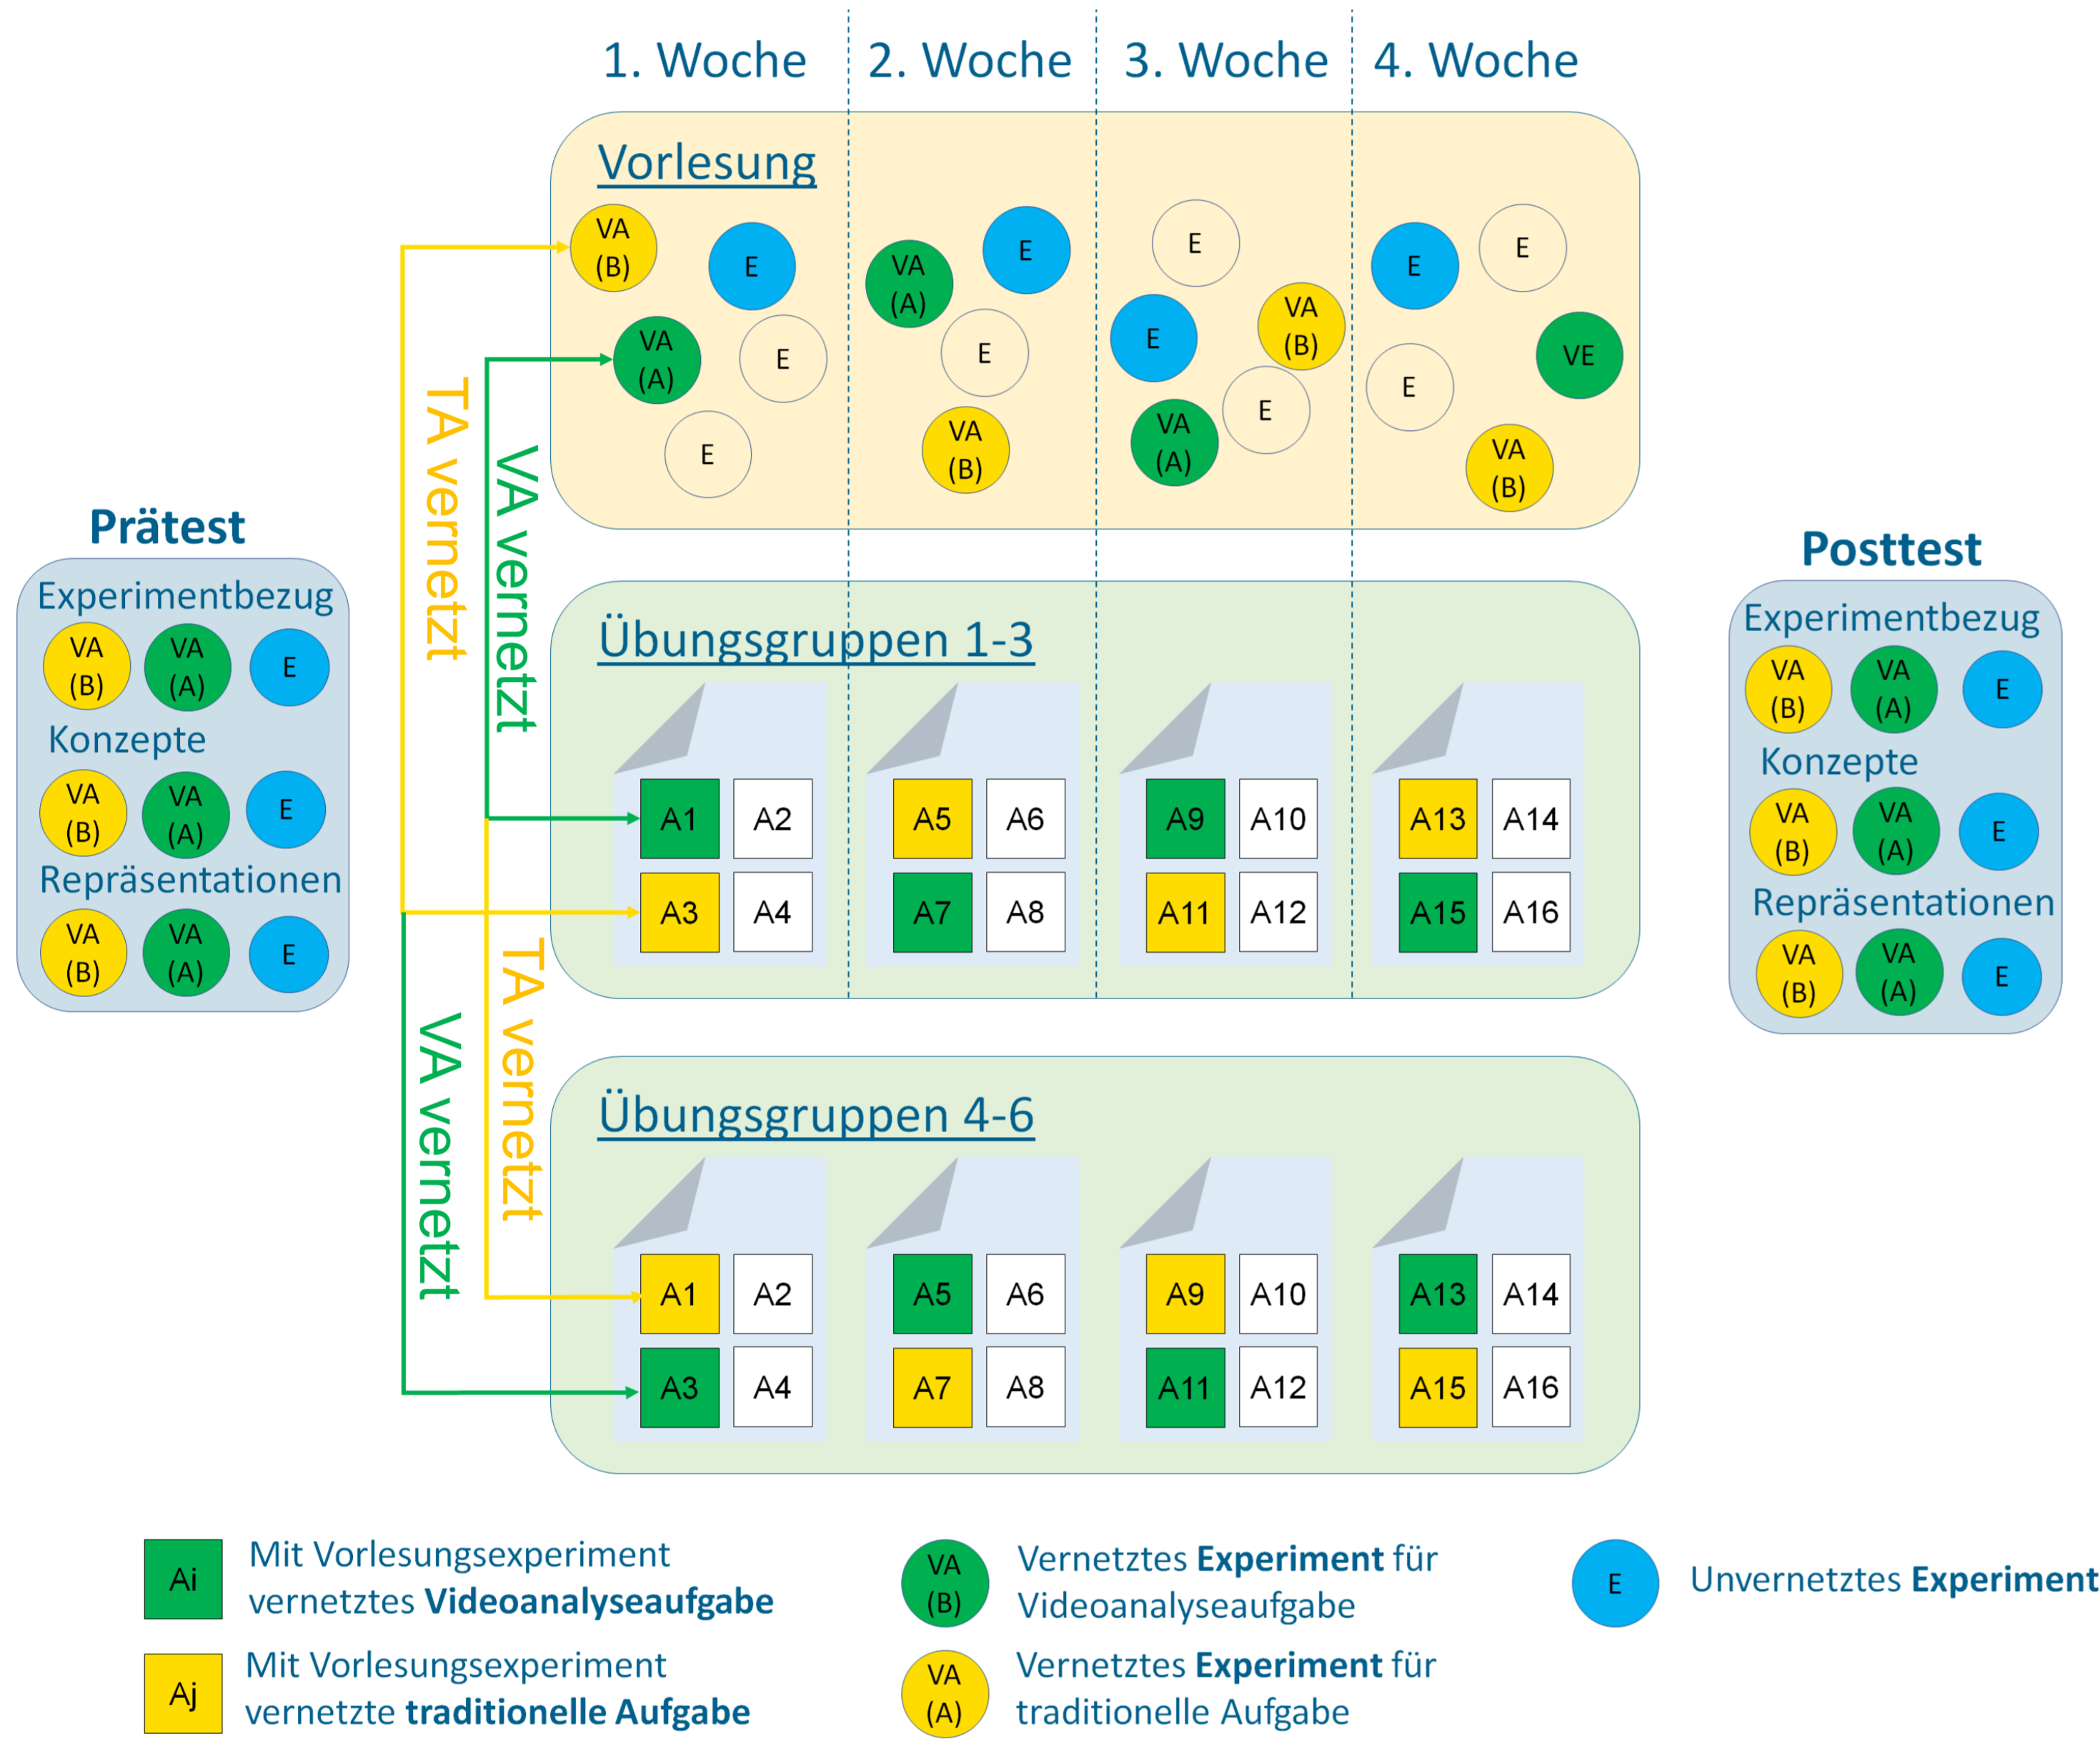 1. Woche
2. Woche
3. Woche
4. Woche
Vorlesung
VA
(B)
E
VA
(A)
E
E
VA
(A)
E
E
VA
(B)
E
E
VA
(B)
E
VA
(A)
E
E
E
VE
VA
(B)
TA vernetzt
VA vernetzt
Prätest
Experimentbezug
VA
(B)
VA
(A)
E
Konzepte
VA
(B)
VA
(A)
E
Repräsentationen
VA
(B)
VA
(A)
E
Übungsgruppen 1-3
A1 A2
A3 A4
A5 A6
A7 A8
A9 A10
A11 A12
A13 A14
A15 A16
Posttest
Experimentbezug
VA
(B)
VA
(A)
E
Konzepte
VA
(B)
VA
(A)
E
Repräsentationen
VA
(B)
VA
(A)
E
VA vernetzt
TA vernetzt
Übungsgruppen 4-6
A1 A2
A3 A4
A5 A6
A7 A8
A9 A10
A11 A12
A13 A14
A15 A16
Ai
Mit Vorlesungsexperiment
vernetztes Videoanalyseaufgabe
Aj
Mit Vorlesungsexperiment
vernetzte traditionelle Aufgabe
VA
(B)
Vernetztes Experiment für
Videoanalyseaufgabe
VA
(A)
Vernetztes Experiment für
traditionelle Aufgabe
E
Unvernetztes Experiment